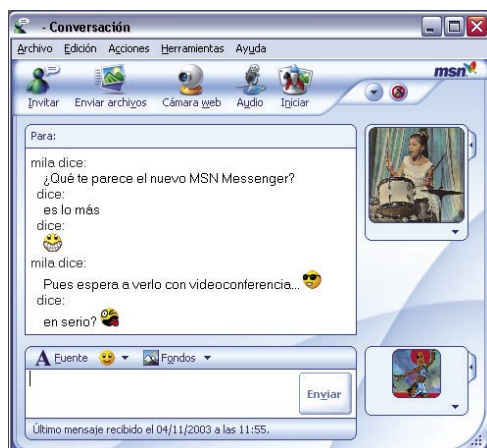 - Conversación
Archivo Edición Acciones Herramientas Ayuda
msn
Invitar Enviar archivos Cámara web Audio Iniciar
Para:
mila dice:
¿Qué te parece el nuevo MSN Messenger?
dice:
es lo más
dice:
mila dice:
Pues espera a verlo con videoconferencia...
dice:
en serio?
A Fuente Fondos
Enviar
Último mensaje recibido el 04/11/2003 a las 11:55.